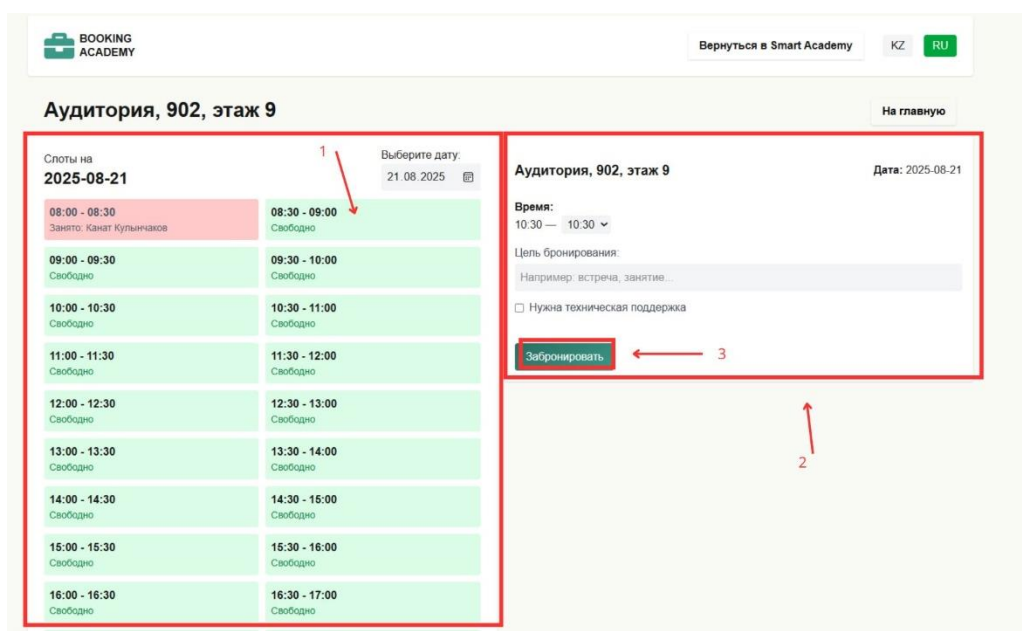 BOOKING
ACADEMY
Вернуться в Smart Academy
KZ
RU
Аудитория, 902, этаж 9
На главную
Слоты на
2025-08-21
1
Выберите дату:
21.08.2025
08:00 - 08:30
Занято: Канат Кулынчаков
08:30 - 09:00
Свободно
09:00 - 09:30
Свободно
09:30 - 10:00
Свободно
10:00 - 10:30
Свободно
10:30 - 11:00
Свободно
11:00 - 11:30
Свободно
11:30 - 12:00
Свободно
12:00 - 12:30
Свободно
12:30 - 13:00
Свободно
13:00 - 13:30
Свободно
13:30 - 14:00
Свободно
14:00 - 14:30
Свободно
14:30 - 15:00
Свободно
15:00 - 15:30
Свободно
15:30 - 16:00
Свободно
16:00 - 16:30
Свободно
16:30 - 17:00
Свободно
Аудитория, 902, этаж 9
Дата: 2025-08-21
Время:
10:30 — 10:30
Цель бронирования:
Например: встреча, занятие...
Нужна техническая поддержка
Забронировать
3
2